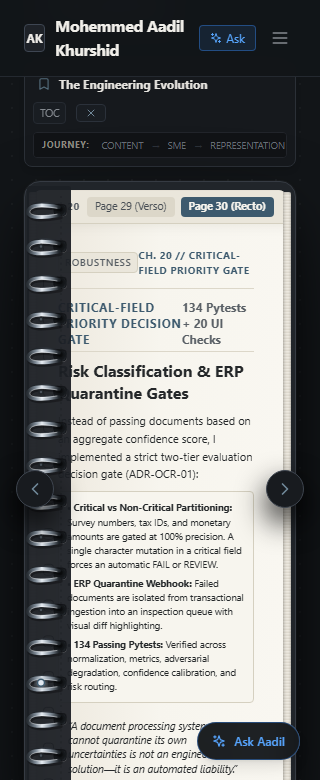 AK
Mohemmed Aadil
Khurshid
Ask
The Engineering Evolution
TOC
JOURNEY: CONTENT → SME → REPRESENTATION
20 Page 29 (Verso) Page 30 (Recto)
OBUSTNESS
CH. 20 // CRITICAL-
FIELD PRIORITY GATE
CRITICAL-FIELD
PRIORITY DECISION
GATE
134 Pytests
+ 20 UI
Checks
Risk Classification & ERP
Quarantine Gates
nstead of passing documents based on
aggregate confidence score, I
mplemented a strict two-tier evaluation
ecision gate (ADR-OCR-01):
Critical vs Non-Critical Partitioning:
Survey numbers, tax IDs, and monetary
amounts are gated at 100% precision. A
single character mutation in a critical field
forces an automatic FAIL or REVIEW.
ERP Quarantine Webhook: Failed
documents are isolated from transactional
ingestion into an inspection queue with
visual diff highlighting.
134 Passing Pytests: Verified across
normalization, metrics, adversarial
degradation, confidence calibration, and
risk routing.
"A document processing system
cannot quarantine its own
uncertainties is not an engine
solution—it is an automated liability."
Ask Aadil